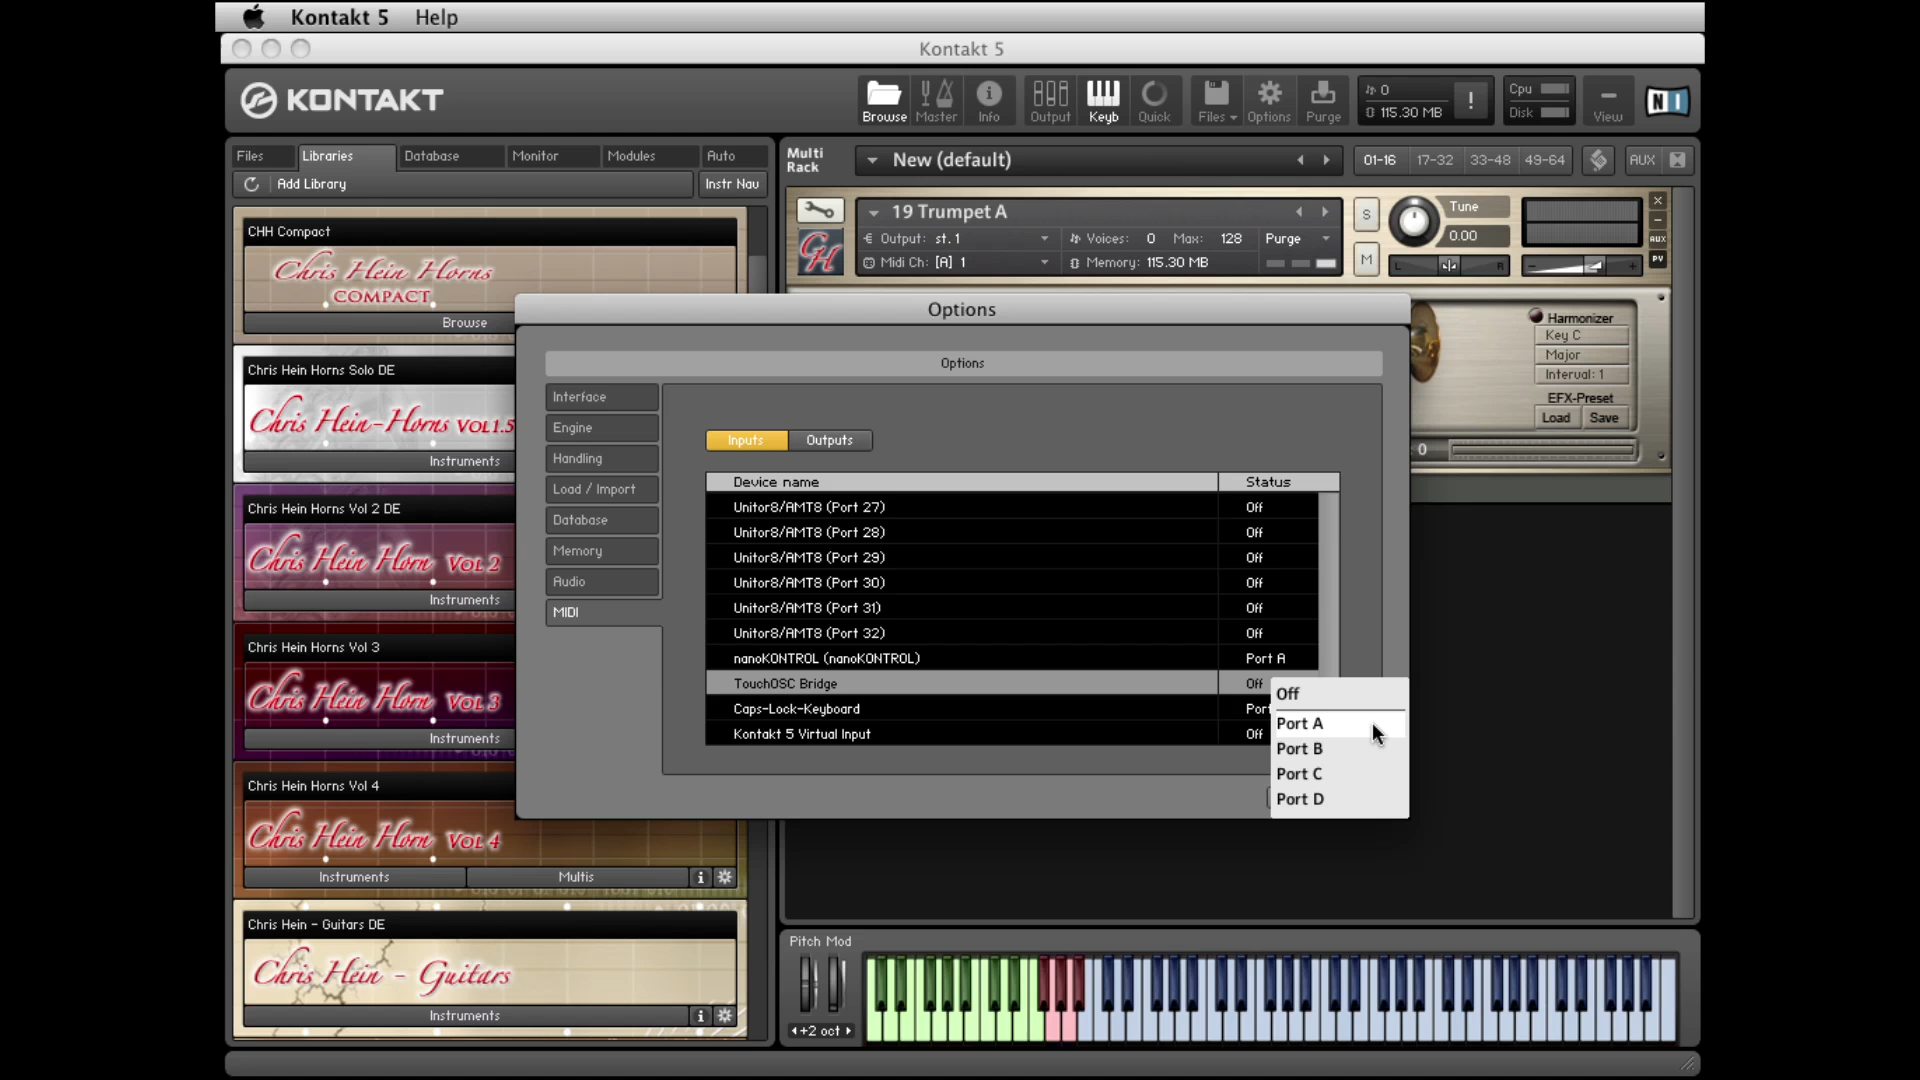 Kontakt 5 Help
Kontakt 5
KONTAKT
Browse Master Info Output Keyb Quick Files Options Purge
0
115.30 MB
!
Cpu
Disk
View
NI
Files Libraries Database Monitor Modules Auto
Add Library Instr Nav
CHH Compact
Chris Hein Horns
COMPACT
Browse
Chris Hein Horns Solo DE
Chris Hein-Horns VOL1.5
Instruments
Chris Hein Horns Vol 2 DE
Chris Hein Horn VOL 2
Instruments
Chris Hein Horns Vol 3
Chris Hein Horn VOL 3
Instruments
Chris Hein Horns Vol 4
Chris Hein Horn VOL 4
Instruments Multis i
Chris Hein - Guitars DE
Chris Hein - Guitars
Instruments i
Multi
Rack
New (default)
01-16 17-32 33-48 49-64 AUX
19 Trumpet A
Output: st.1 Voices: 0 Max: 128 Purge
Midi Ch: [A] 1 Memory: 115.30 MB
S
M
Tune
0.00
L R
AUX
PV
CH
Harmonizer
Key C
Major
Interval: 1
EFX-Preset
Load Save
0
Options
Options
Interface
Engine
Handling
Load / Import
Database
Memory
Audio
MIDI
Inputs Outputs
Device name Status
Unitor8/AMT8 (Port 27) Off
Unitor8/AMT8 (Port 28) Off
Unitor8/AMT8 (Port 29) Off
Unitor8/AMT8 (Port 30) Off
Unitor8/AMT8 (Port 31) Off
Unitor8/AMT8 (Port 32) Off
nanoKONTROL (nanoKONTROL) Port A
TouchOSC Bridge Off
Caps-Lock-Keyboard Port
Kontakt 5 Virtual Input Off
Off
Port A
Port B
Port C
Port D
Pitch Mod
+2 oct